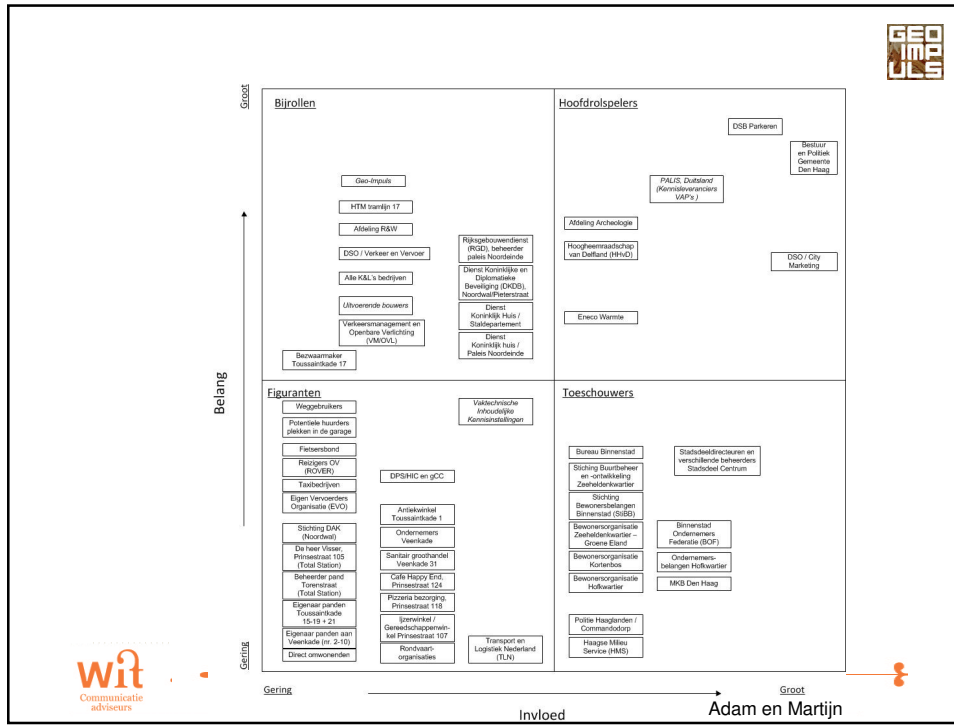 GEO
IMP
ULS
Groot
Bijrollen
Geo-Impuls
HTM tramlijn 17
Afdeling R&W
DSO / Verkeer en Vervoer
Alle K&L's bedrijven
Uitvoerende bouwers
Verkeersmanagement en
Openbare Verlichting
(VM/OVL)
Bezwaarmaker
Toussaintkade 17
Rijksgebouwendienst
(RGD), beheerder
paleis Noordeinde
Dienst Koninklijke en
Diplomatieke
Beveiliging (DKDB),
Noordwal/Pieterstraat
Dienst
Koninklijk Huis /
Staldepartement
Dienst
Koninklijk huis /
Paleis Noordeinde
Hoofdrolspelers
DSB Parkeren
Bestuur
en Politiek
Gemeente
Den Haag
PALIS, Duitsland
(Kennisleveranciers
VAP's )
Afdeling Archeologie
Hoogheemraadschap
van Delfland (HHvD)
DSO / City
Marketing
Eneco Warmte
Belang
Figuranten
Weggebruikers
Potentiele huurders
plekken in de garage
Fietsersbond
Reizigers OV
(ROVER)
Taxibedrijven
Eigen Vervoerders
Organisatie (EVO)
Stichting DAK
(Noordwal)
De heer Visser,
Prinsestraat 105
(Total Station)
Beheerder pand
Torenstraat
(Total Station)
Eigenaar panden
Toussaintkade
15-19 + 21
Eigenaar panden aan
Veenkade (nr. 2-10)
Direct omwonenden
Vaktechnische
Inhoudelijke
Kennisinstellingen
DPS/HIC en gCC
Antiekwinkel
Toussaintkade 1
Ondernemers
Veenkade
Sanitair groothandel
Veenkade 31
Cafe Happy End,
Prinsestraat 124
Pizzeria bezorging,
Prinsestraat 118
Ijzerwinkel /
Gereedschappenwin-
kel Prinsestraat 107
Rondvaart-
organisaties
Transport en
Logistiek Nederland
(TLN)
Toeschouwers
Bureau Binnenstad
Stiching Buurtbeheer
en -ontwikkeling
Zeeheldenkwartier
Stichting
Bewonersbelangen
Binnenstad (StiBB)
Bewonersorganisatie
Zeeheldenkwartier –
Groene Eland
Bewonersorganisatie
Kortenbos
Bewonersorganisatie
Hofkwartier
Politie Haaglanden /
Commandodorp
Haagse Milieu
Service (HMS)
Stadsdeeldirecteuren en
verschillende beheerders
Stadsdeel Centrum
Binnenstad
Ondernemers
Federatie (BOF)
Ondernemers-
belangen Hofkwartier
MKB Den Haag
Gering
Gering
Invloed
Groot
Adam en Martijn
Wit
Communicatie
adviseurs